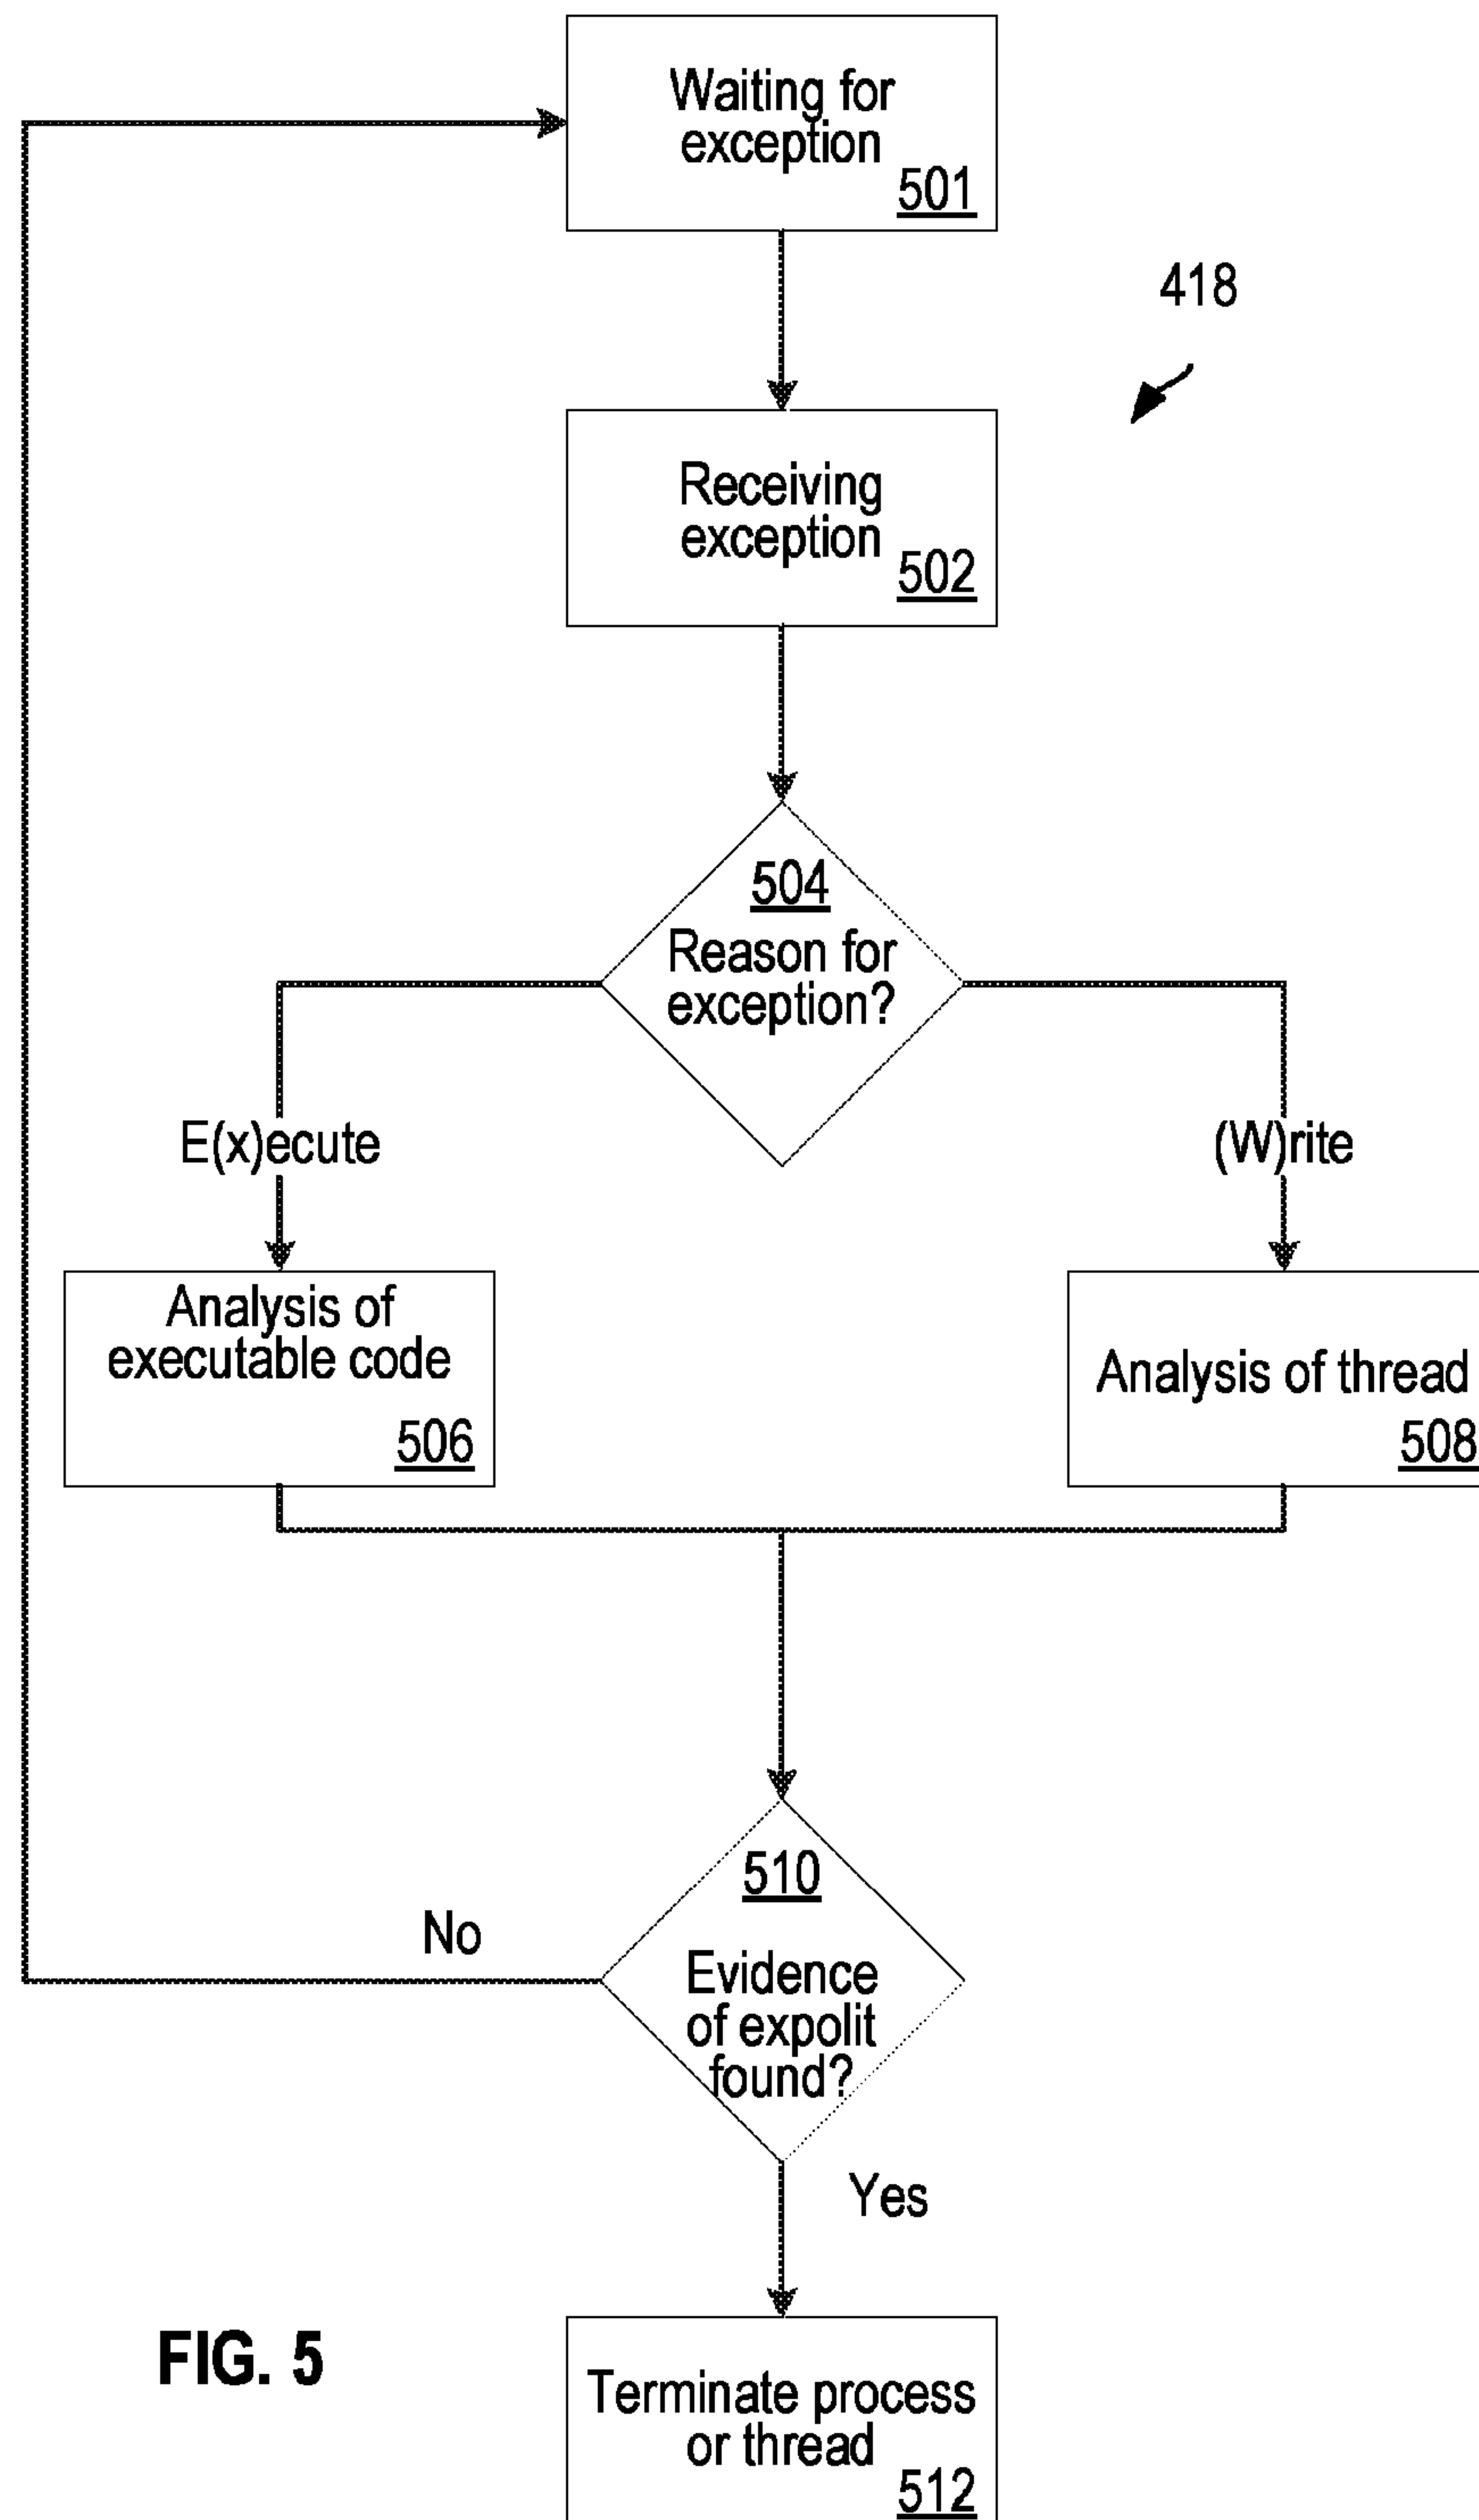 Waiting for
exception
501
418
Receiving
exception
502
504
Reason for
exception?
E(x)ecute
(W)rite
Analysis of
executable code
506
Analysis of thread
508
510
No
Evidence
of expolit
found?
Yes
FIG. 5
Terminate process
or thread
512